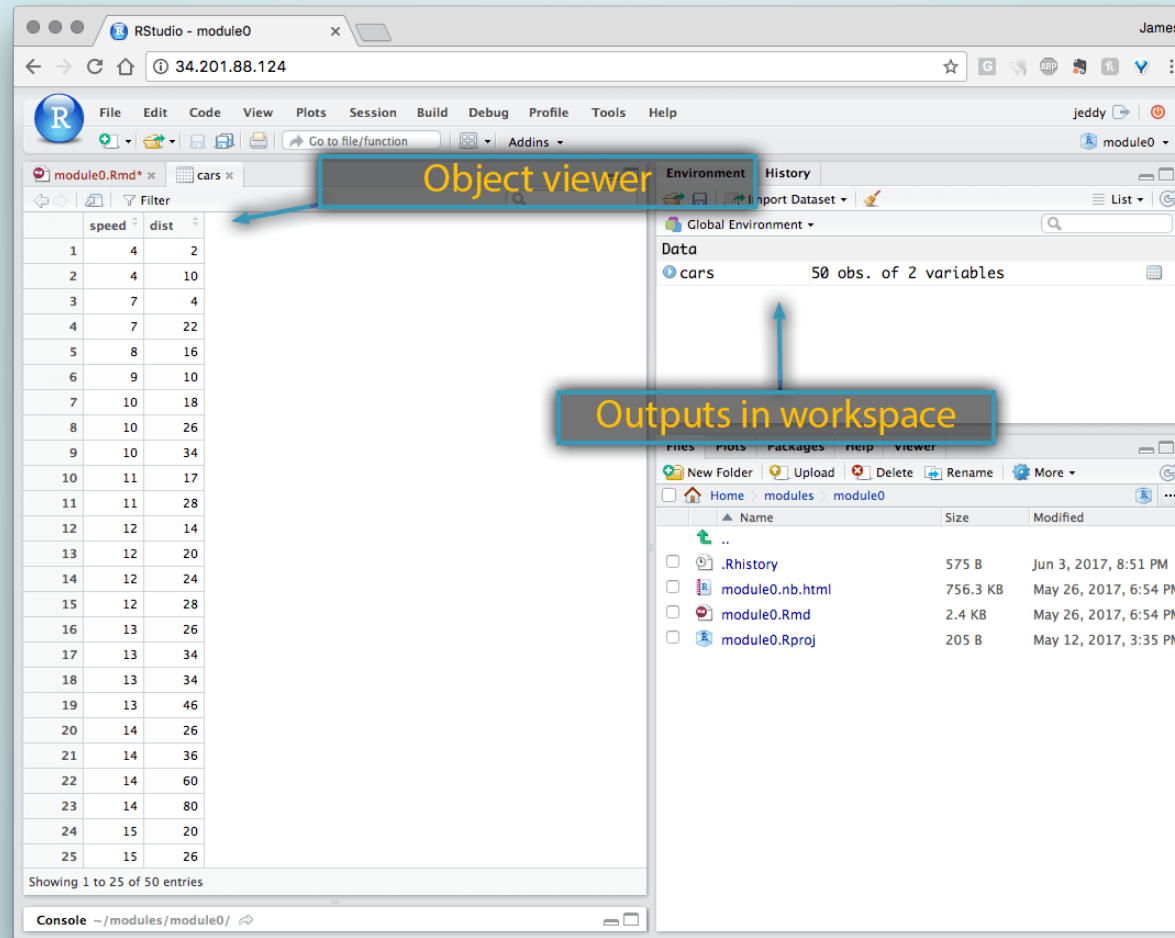 RStudio - module0 ×
James
34.201.88.124
File Edit Code View Plots Session Build Debug Profile Tools Help
jeddy
Go to file/function
Addins
module0
module0.Rmd* ×
cars ×
Filter
Object viewer
speed dist
1 4 2
2 4 10
3 7 4
4 7 22
5 8 16
6 9 10
7 10 18
8 10 26
9 10 34
10 11 17
11 11 28
12 12 14
13 12 20
14 12 24
15 12 28
16 13 26
17 13 34
18 13 34
19 13 46
20 14 26
21 14 36
22 14 60
23 14 80
24 15 20
25 15 26
Showing 1 to 25 of 50 entries
Console ~/modules/module0/
Environment History
Import Dataset
List
Global Environment
Data
cars 50 obs. of 2 variables
Outputs in workspace
Files Plots Packages Help Viewer
New Folder Upload Delete Rename More
Home modules module0
Name Size Modified
..
.Rhistory 575 B Jun 3, 2017, 8:51 PM
module0.nb.html 756.3 KB May 26, 2017, 6:54 PM
module0.Rmd 2.4 KB May 26, 2017, 6:54 PM
module0.Rproj 205 B May 12, 2017, 3:35 PM